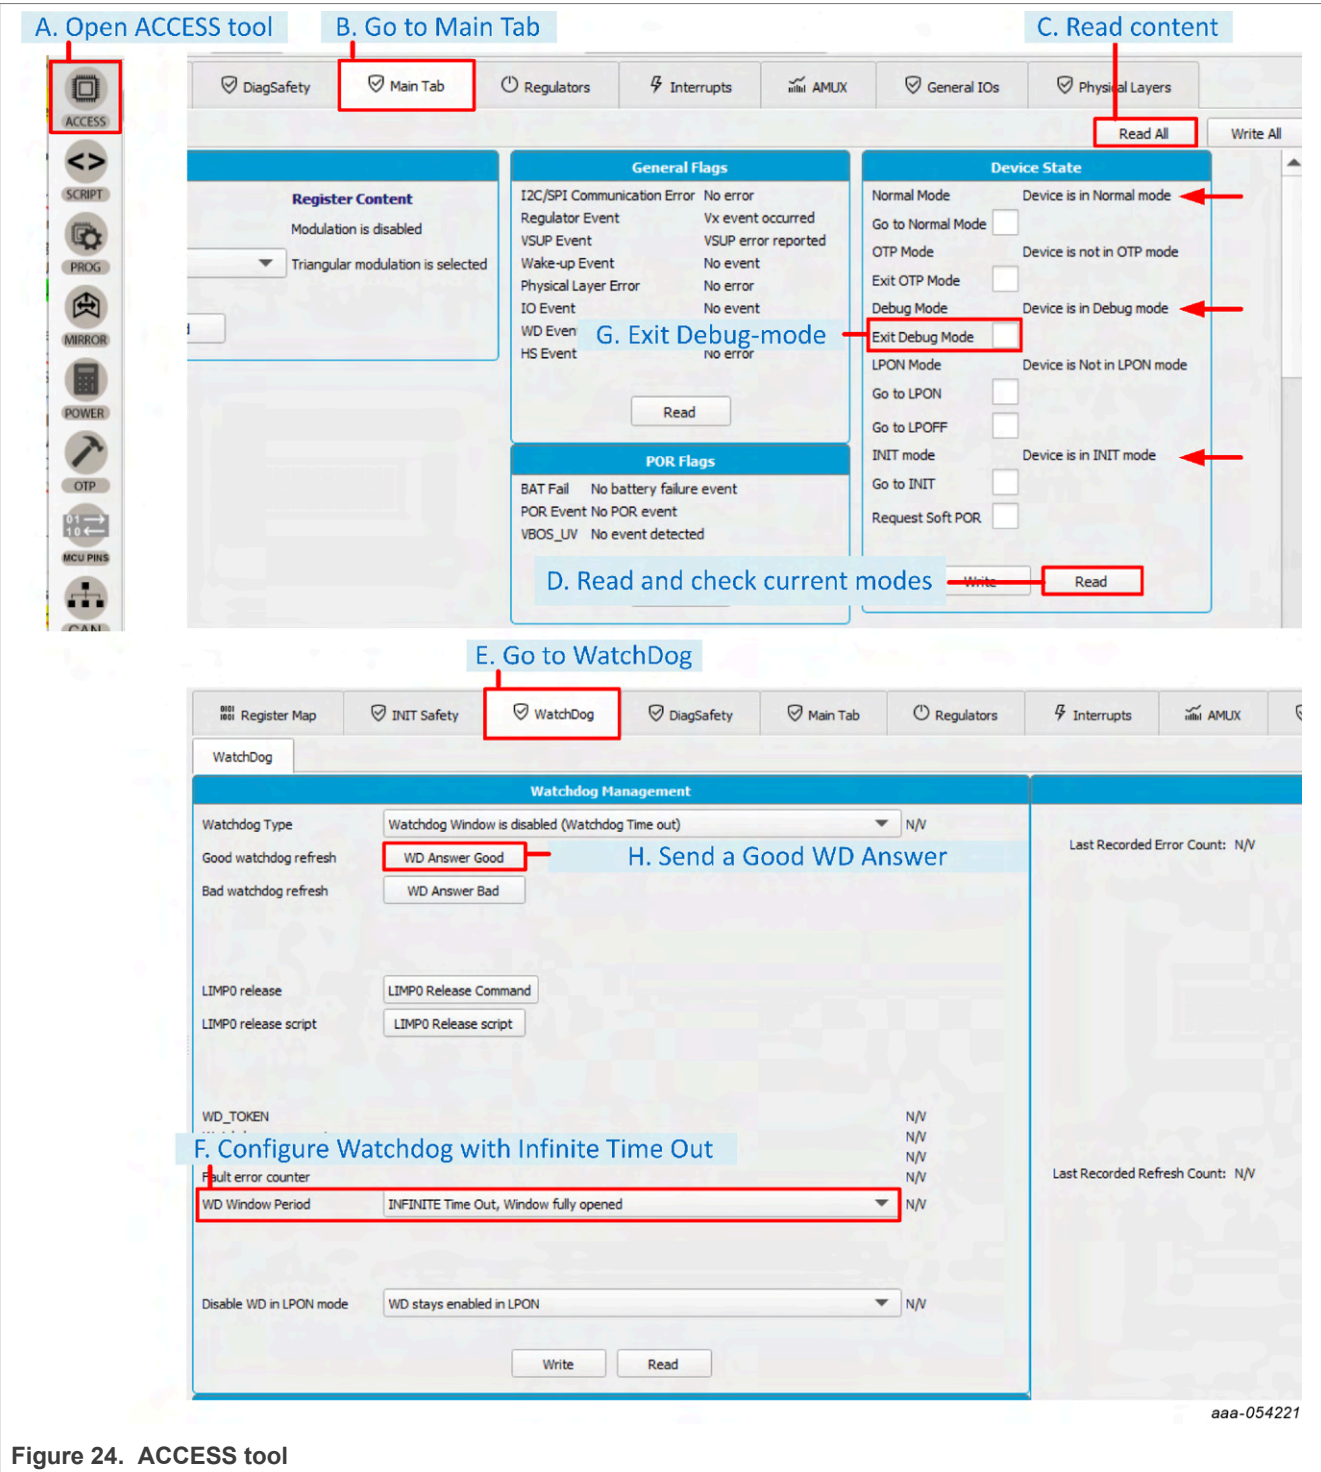 A. Open ACCESS tool
B. Go to Main Tab
C. Read content
ACCESS
DiagSafety
Main Tab
Regulators
Interrupts
AMUX
General IOs
Physical Layers
Read All
Write All
SCRIPT
PROG
MIRROR
POWER
OTP
MCU PINS
CAN
Register Content
Modulation is disabled
Triangular modulation is selected
General Flags
I2C/SPI Communication Error No error
Regulator Event Vx event occurred
VSUP Event VSUP error reported
Wake-up Event No event
Physical Layer Error No error
IO Event No event
WD Even
HS Event No error
G. Exit Debug-mode
Read
POR Flags
BAT Fail No battery failure event
POR Event No POR event
VBOS_UV No event detected
Device State
Normal Mode Device is in Normal mode
Go to Normal Mode
OTP Mode Device is not in OTP mode
Exit OTP Mode
Debug Mode Device is in Debug mode
Exit Debug Mode
LPON Mode Device is Not in LPON mode
Go to LPON
Go to LPOFF
INIT mode Device is in INIT mode
Go to INIT
Request Soft POR
D. Read and check current modes
Write
Read
E. Go to WatchDog
Register Map
INIT Safety
WatchDog
DiagSafety
Main Tab
Regulators
Interrupts
AMUX
WatchDog
Watchdog Management
Watchdog Type Watchdog Window is disabled (Watchdog Time out) N/V
Good watchdog refresh WD Answer Good
H. Send a Good WD Answer
Last Recorded Error Count: N/V
Bad watchdog refresh WD Answer Bad
LIMP0 release LIMP0 Release Command
LIMP0 release script LIMP0 Release script
WD_TOKEN N/V
N/V
F. Configure Watchdog with Infinite Time Out
N/V
Fault error counter N/V
Last Recorded Refresh Count: N/V
WD Window Period INFINITE Time Out, Window fully opened N/V
Disable WD in LPON mode WD stays enabled in LPON N/V
Write
Read
aaa-054221
Figure 24. ACCESS tool